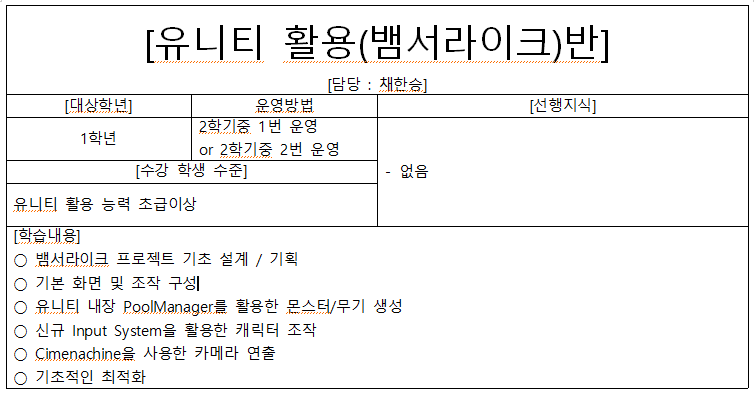 [유니티 활용(뱀서라이크)반]
[담당 : 채한승]
[대상학년]
운영방법
[선행지식]
1학년
2학기중 1번 운영
or 2학기중 2번 운영
- 없음
[수강 학생 수준]
유니티 활용 능력 초급이상
[학습내용]
○ 뱀서라이크 프로젝트 기초 설계 / 기획
○ 기본 화면 및 조작 구성
○ 유니티 내장 PoolManager를 활용한 몬스터/무기 생성
○ 신규 Input System을 활용한 캐릭터 조작
○ Cimenachine을 사용한 카메라 연출
○ 기초적인 최적화